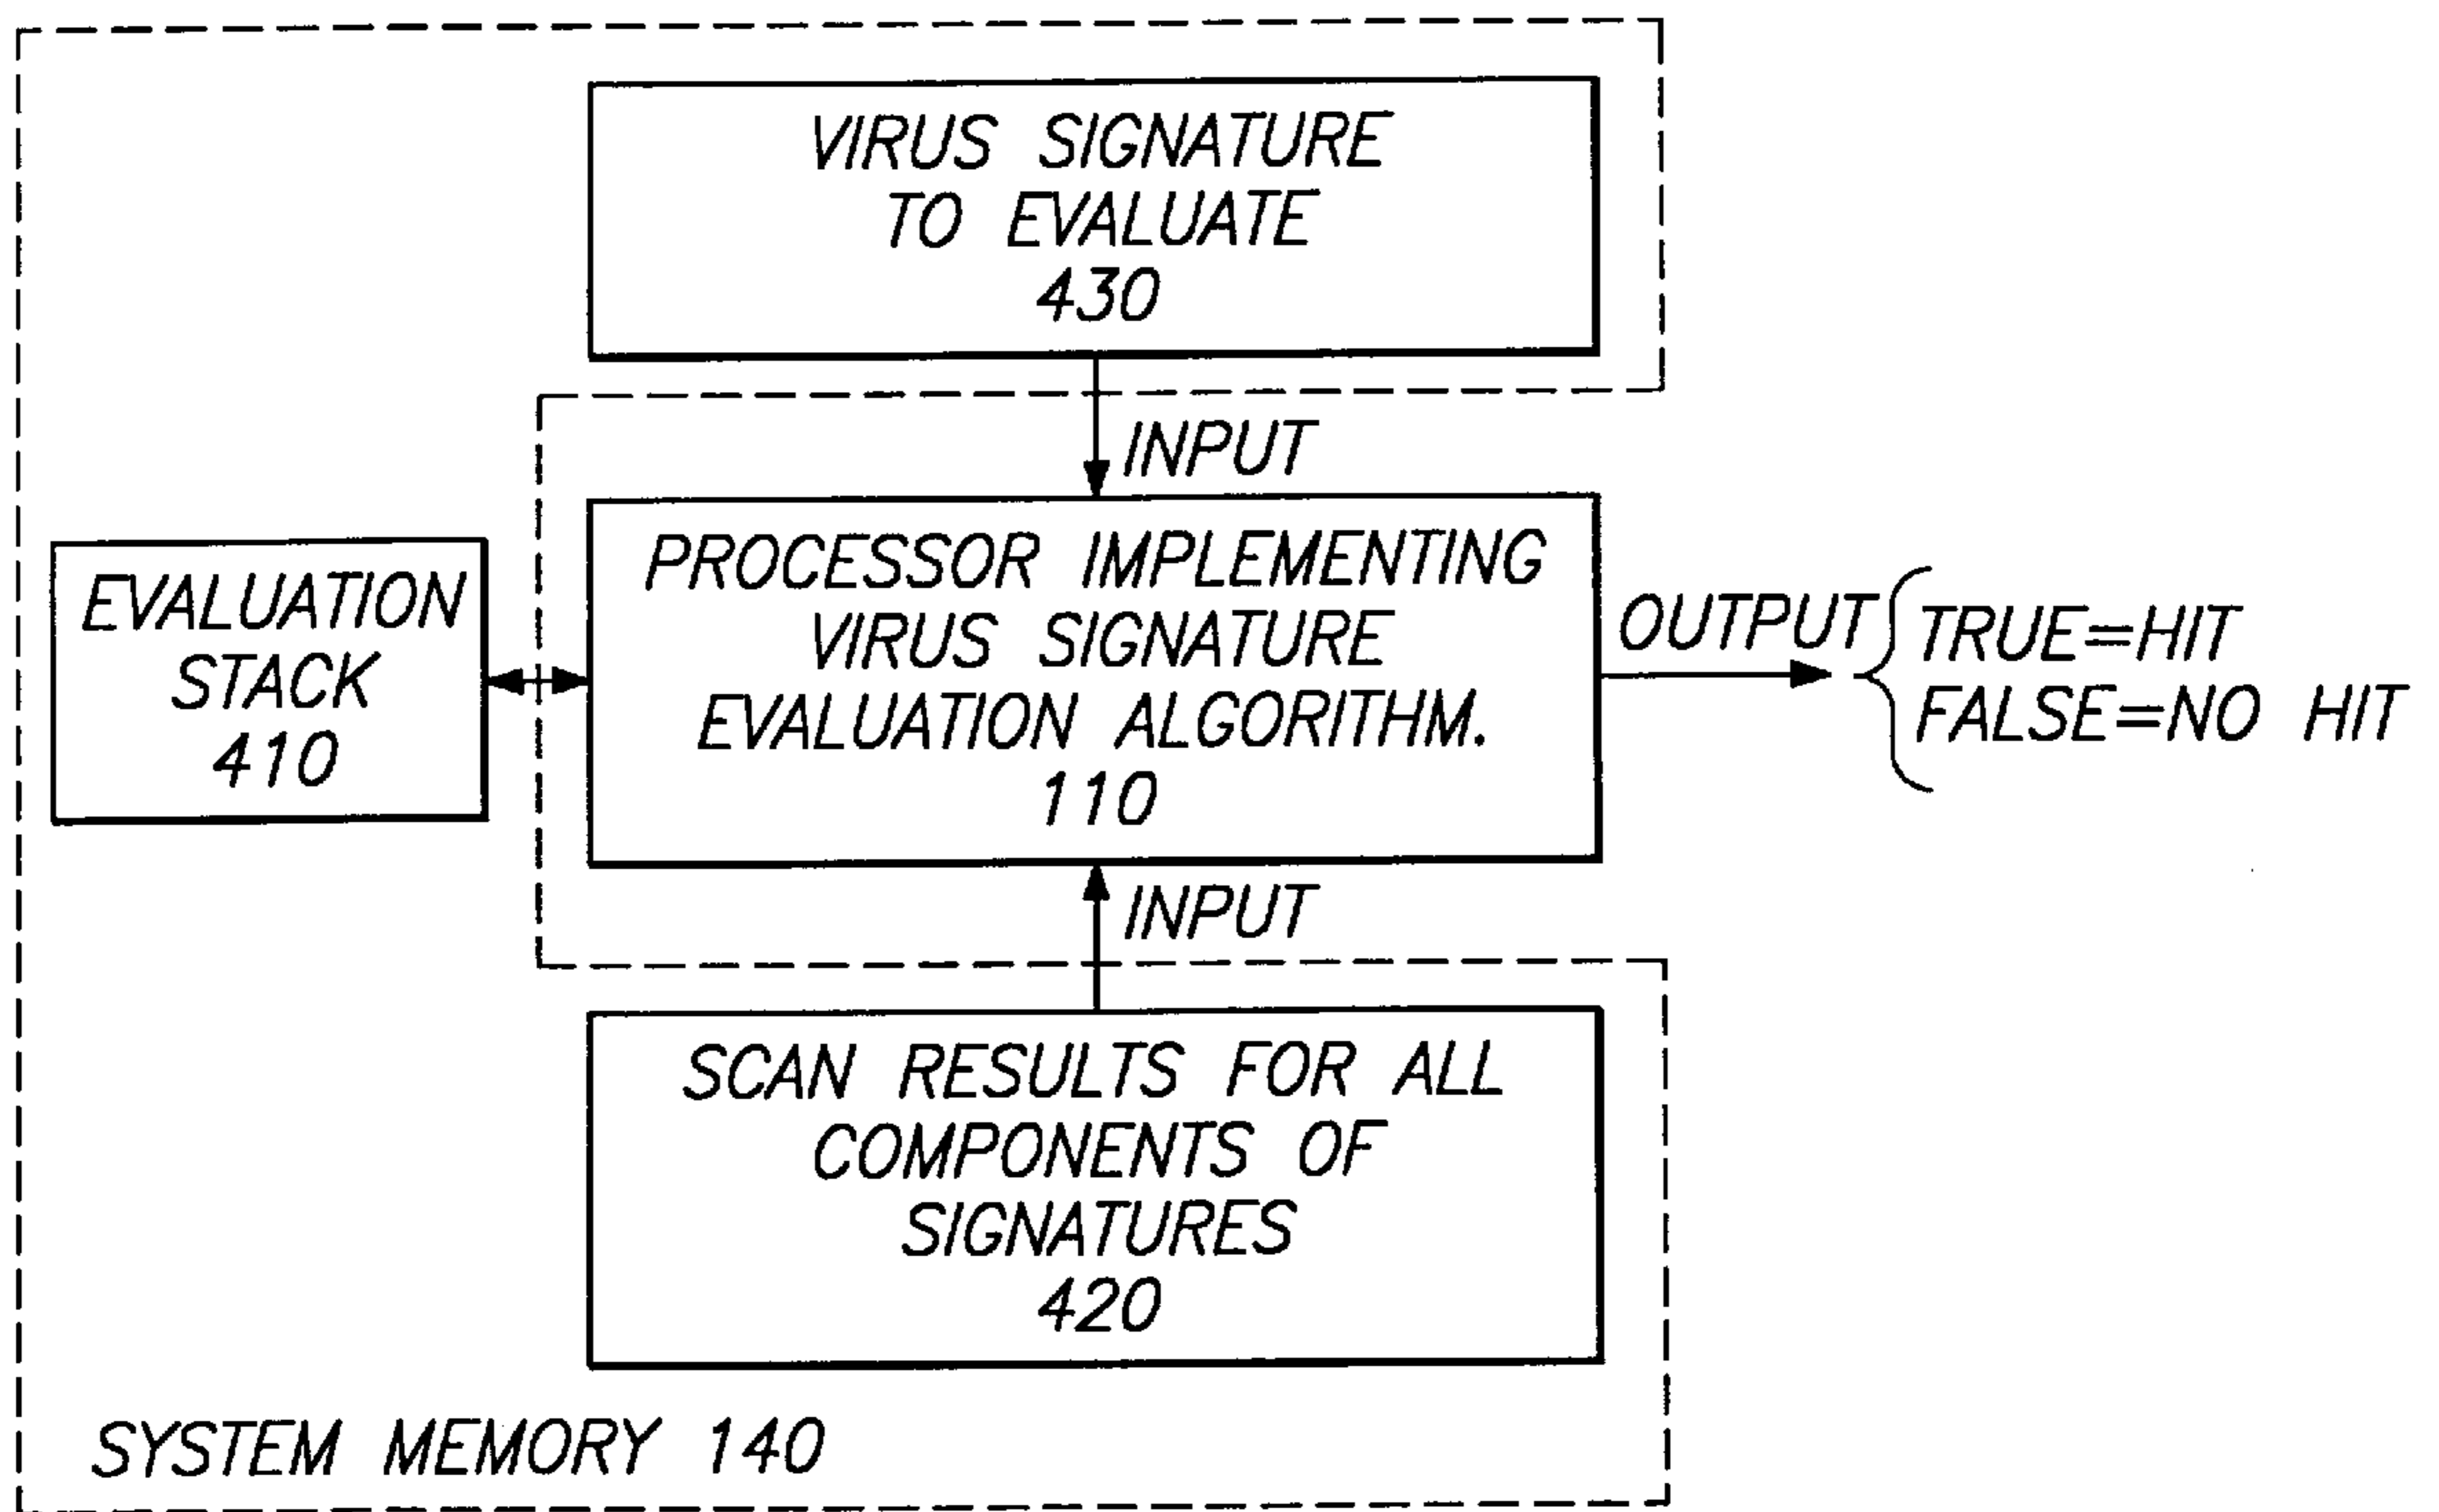 VIRUS SIGNATURE
TO EVALUATE
430
INPUT
EVALUATION
STACK
410
PROCESSOR IMPLEMENTING
VIRUS SIGNATURE
EVALUATION ALGORITHM.
110
OUTPUT
TRUE=HIT
FALSE=NO HIT
INPUT
SCAN RESULTS FOR ALL
COMPONENTS OF
SIGNATURES
420
SYSTEM MEMORY 140